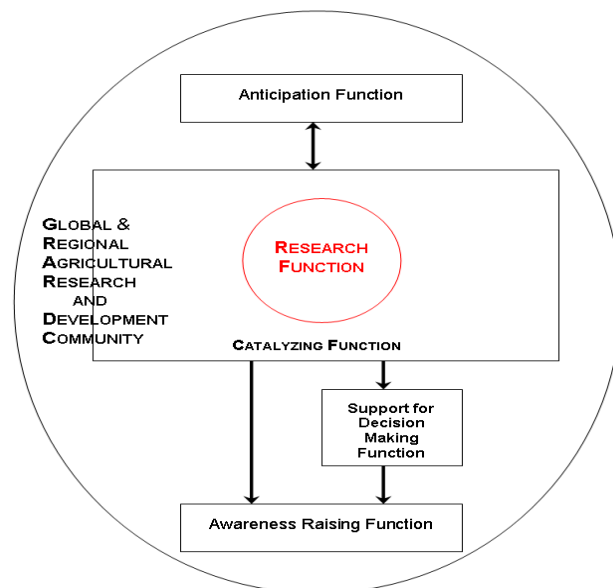 Anticipation Function
GLOBAL &
REGIONAL
AGRICULTURAL
RESEARCH
AND
DEVELOPMENT
COMMUNITY
RESEARCH
FUNCTION
CATALYZING FUNCTION
Support for
Decision
Making
Function
Awareness Raising Function